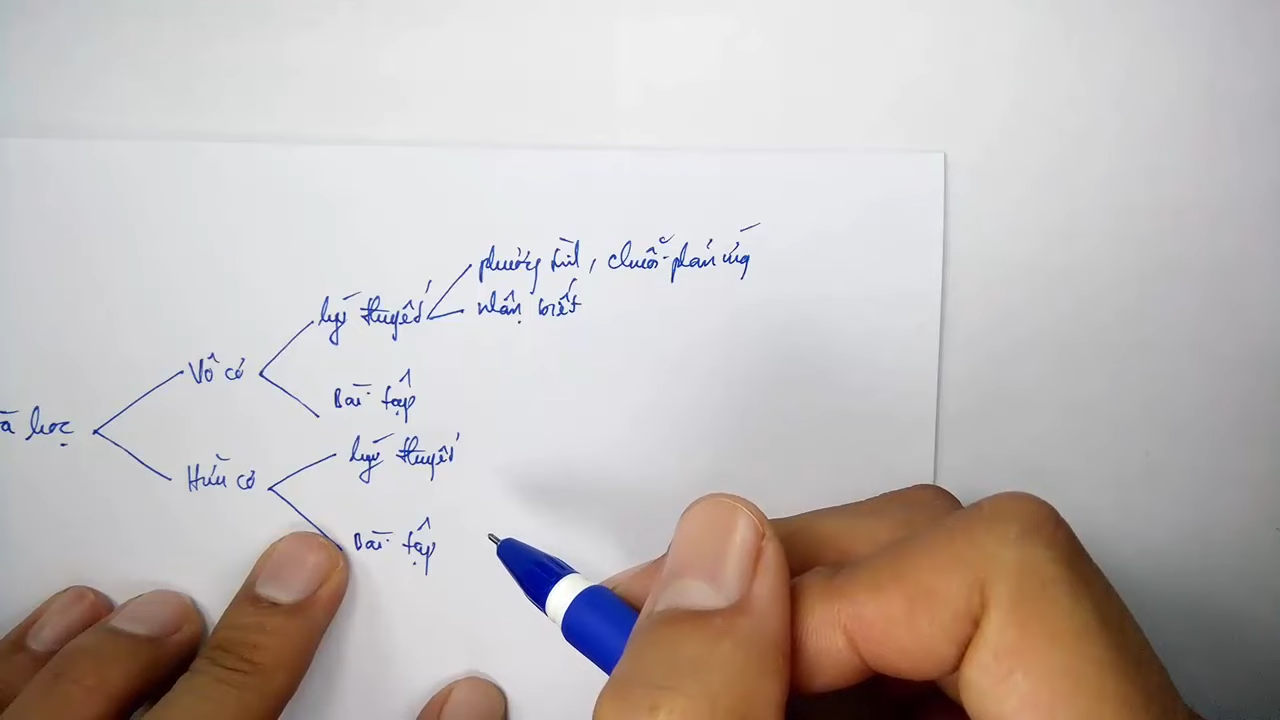 phương trình, chuỗi phản ứng
lý thuyết
nhận biết
Vô cơ
Bài tập
học
lý thuyết
Hữu cơ
Bài tập